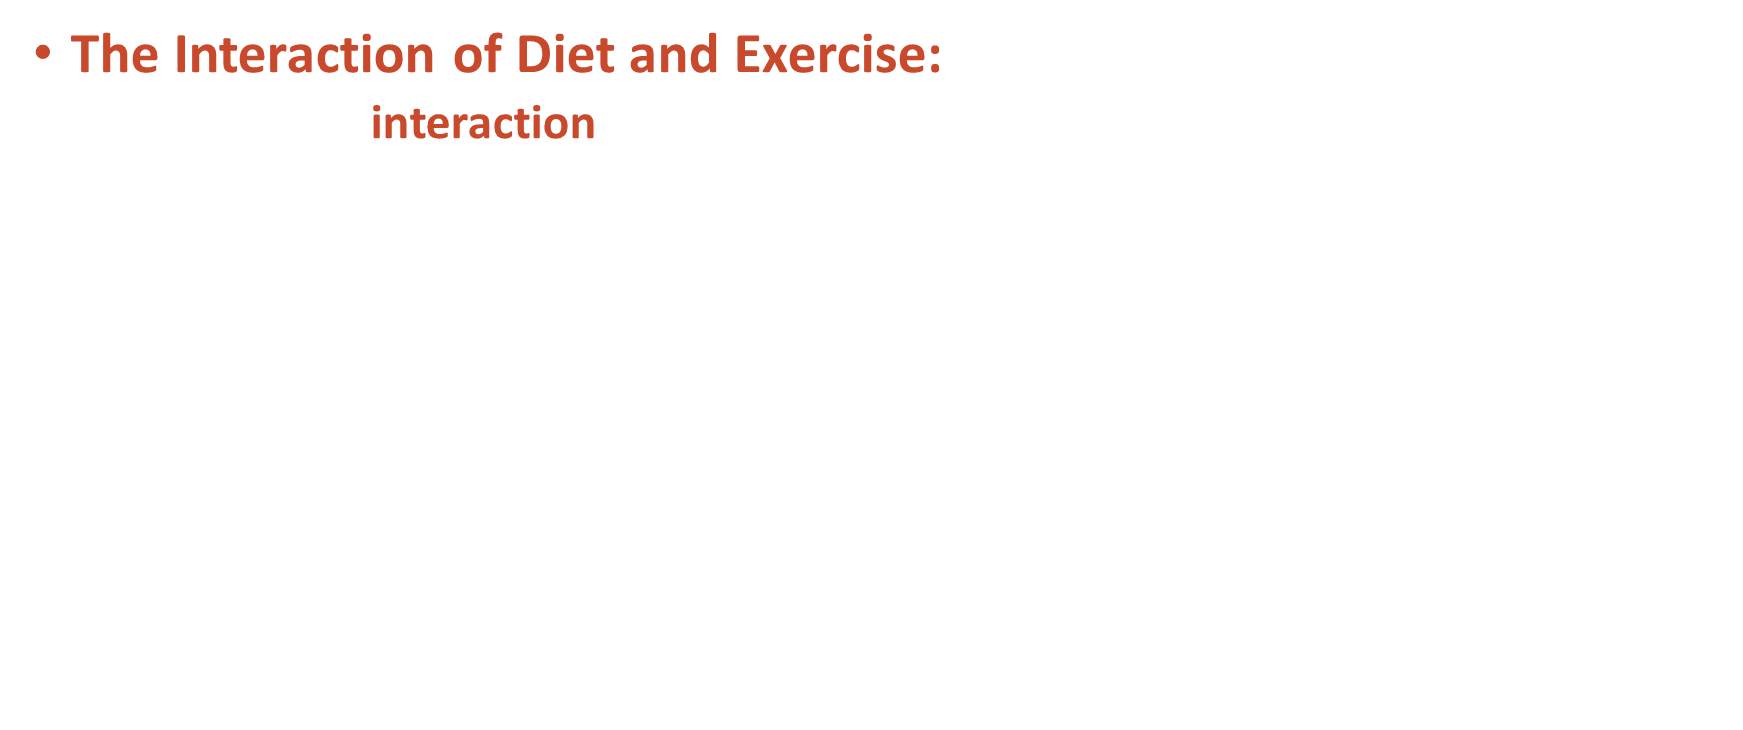 • The Interaction of Diet and Exercise:
interaction